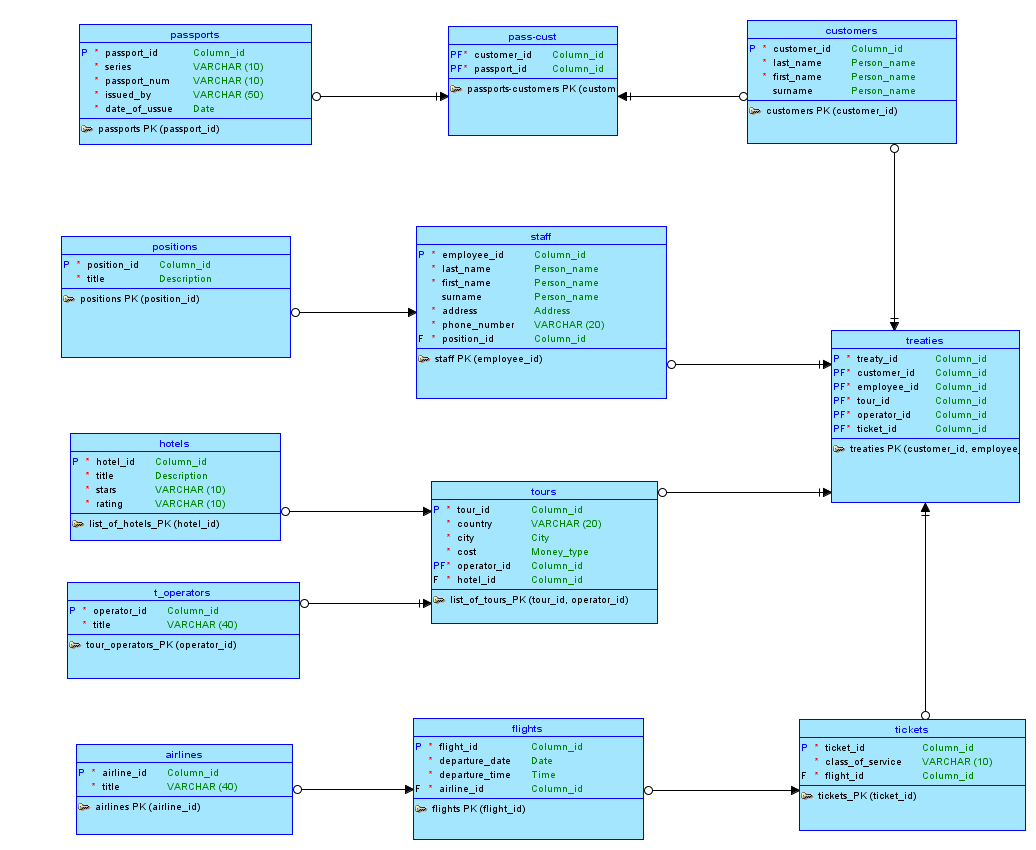 passports
P * passport_id Column_id
* series VARCHAR (10)
* passport_num VARCHAR (10)
* issued_by VARCHAR (50)
* date_of_ussue Date
passports PK (passport_id)
pass-cust
PF* customer_id Column_id
PF* passport_id Column_id
passports-customers PK (custom
customers
P * customer_id Column_id
* last_name Person_name
* first_name Person_name
surname Person_name
customers PK (customer_id)
positions
P * position_id Column_id
* title Description
positions PK (position_id)
staff
P * employee_id Column_id
* last_name Person_name
* first_name Person_name
surname Person_name
* address Address
* phone_number VARCHAR (20)
F * position_id Column_id
staff PK (employee_id)
treaties
P * treaty_id Column_id
PF* customer_id Column_id
PF* employee_id Column_id
PF* tour_id Column_id
PF* operator_id Column_id
PF* ticket_id Column_id
treaties PK (customer_id, employee_
hotels
P * hotel_id Column_id
* title Description
* stars VARCHAR (10)
* rating VARCHAR (10)
list_of_hotels_PK (hotel_id)
tours
P * tour_id Column_id
* country VARCHAR (20)
* city City
* cost Money_type
PF* operator_id Column_id
F * hotel_id Column_id
list_of_tours_PK (tour_id, operator_id)
t_operators
P * operator_id Column_id
* title VARCHAR (40)
tour_operators_PK (operator_id)
airlines
P * airline_id Column_id
* title VARCHAR (40)
airlines PK (airline_id)
flights
P * flight_id Column_id
* departure_date Date
* departure_time Time
F * airline_id Column_id
flights PK (flight_id)
tickets
P * ticket_id Column_id
* class_of_service VARCHAR (10)
F * flight_id Column_id
tickets_PK (ticket_id)